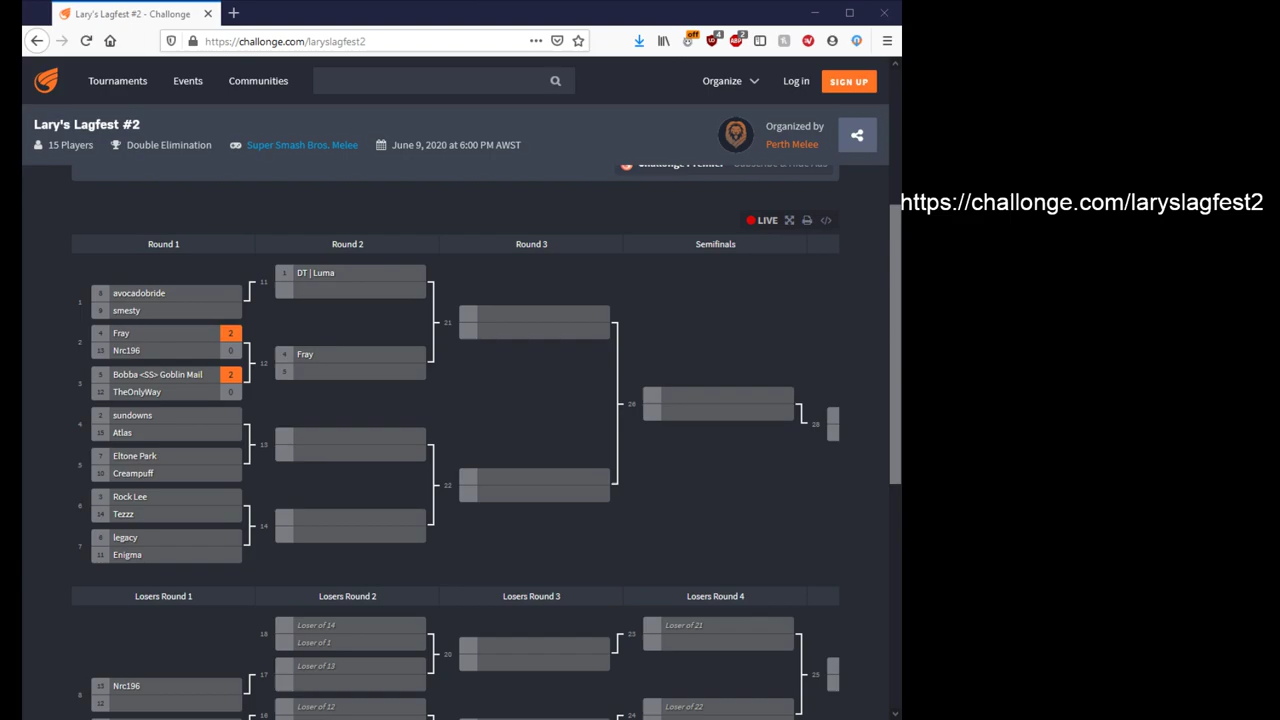 Lary's Lagfest #2 - Challonge
https://challonge.com/laryslagfest2
off 4 2
Tournaments Events Communities Organize Log in SIGN UP
Lary's Lagfest #2
15 Players Double Elimination Super Smash Bros. Melee June 9, 2020 at 6:00 PM AWST
Organized by
Perth Melee
https://challonge.com/laryslagfest2
LIVE
Round 1 Round 2 Round 3 Semifinals
1 DT | Luma
11
8 avocadobride
1
9 smesty
21
4 Fray 2
2
13 Nrc196 0
4 Fray
12
5
5 Bobba <SS> Goblin Mail 2
3
12 TheOnlyWay 0
26
2 sundowns
4
15 Atlas
28
13
7 Eltone Park
5
10 Creampuff
22
3 Rock Lee
6
14 Tezzz
14
6 legacy
7
11 Enigma
Losers Round 1 Losers Round 2 Losers Round 3 Losers Round 4
Loser of 14
18
Loser of 1
Loser of 21
23
20
Loser of 13
17
25
13 Nrc196
8
12
Loser of 12
16
Loser of 22
24